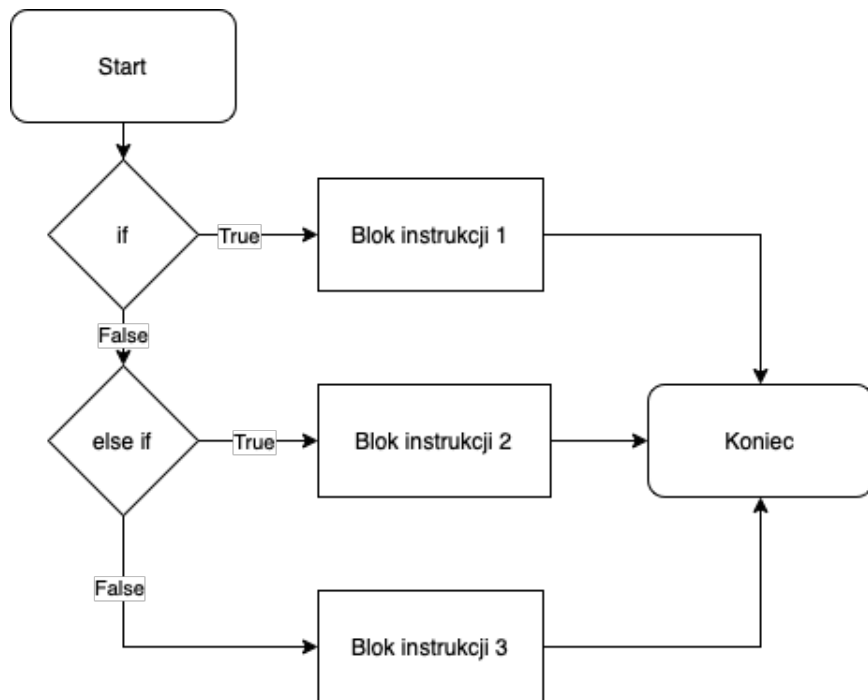 Start
if
True
Blok instrukcji 1
False
else if
True
Blok instrukcji 2
Koniec
False
Blok instrukcji 3